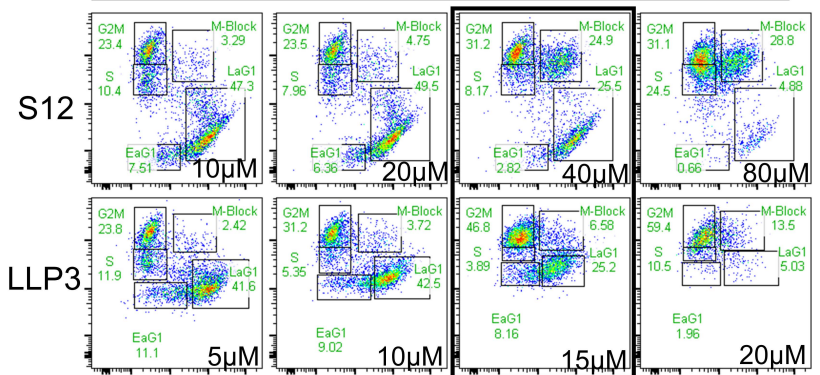 G2M 23.4
M-Block 3.29
S 10.4
LaG1 47.3
EaG1 7.51
10µM
G2M 23.5
M-Block 4.75
S 7.96
LaG1 49.5
EaG1 6.36
20µM
G2M 31.2
M-Block 24.9
S 8.17
LaG1 25.5
EaG1 2.82
40µM
G2M 31.1
M-Block 28.8
S 24.5
LaG1 4.88
EaG1 0.66
80µM
S12
G2M 23.8
M-Block 2.42
S 11.9
LaG1 41.6
EaG1 11.1
5µM
G2M 31.2
M-Block 3.72
S 5.35
LaG1 42.5
EaG1 9.02
10µM
G2M 46.8
M-Block 6.58
S 3.89
LaG1 25.2
EaG1 8.16
15µM
G2M 59.4
M-Block 13.5
S 10.5
LaG1 5.03
EaG1 1.96
20µM
LLP3